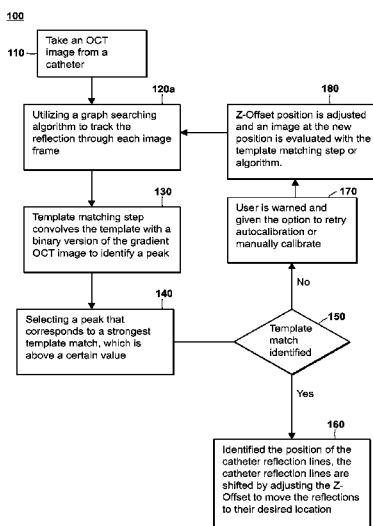 100
110
Take an OCT
image from a
catheter
120a
Utilizing a graph searching
algorithm to track the
reflection through each image
frame
130
Template matching step
convolves the template with a
binary version of the gradient
OCT image to identify a peak
140
Selecting a peak that
corresponds to a strongest
template match, which is
above a certain value
150
Template
match
identified
No
170
User is warned and
given the option to retry
autocalibration or
manually calibrate
180
Z-Offset position is adjusted
and an image at the new
position is evaluated with the
template matching step or
algorithm.
Yes
160
Identified the position of the
catheter reflection lines, the
catheter reflection lines are
shifted by adjusting the Z-
Offset to move the reflections
to their desired location